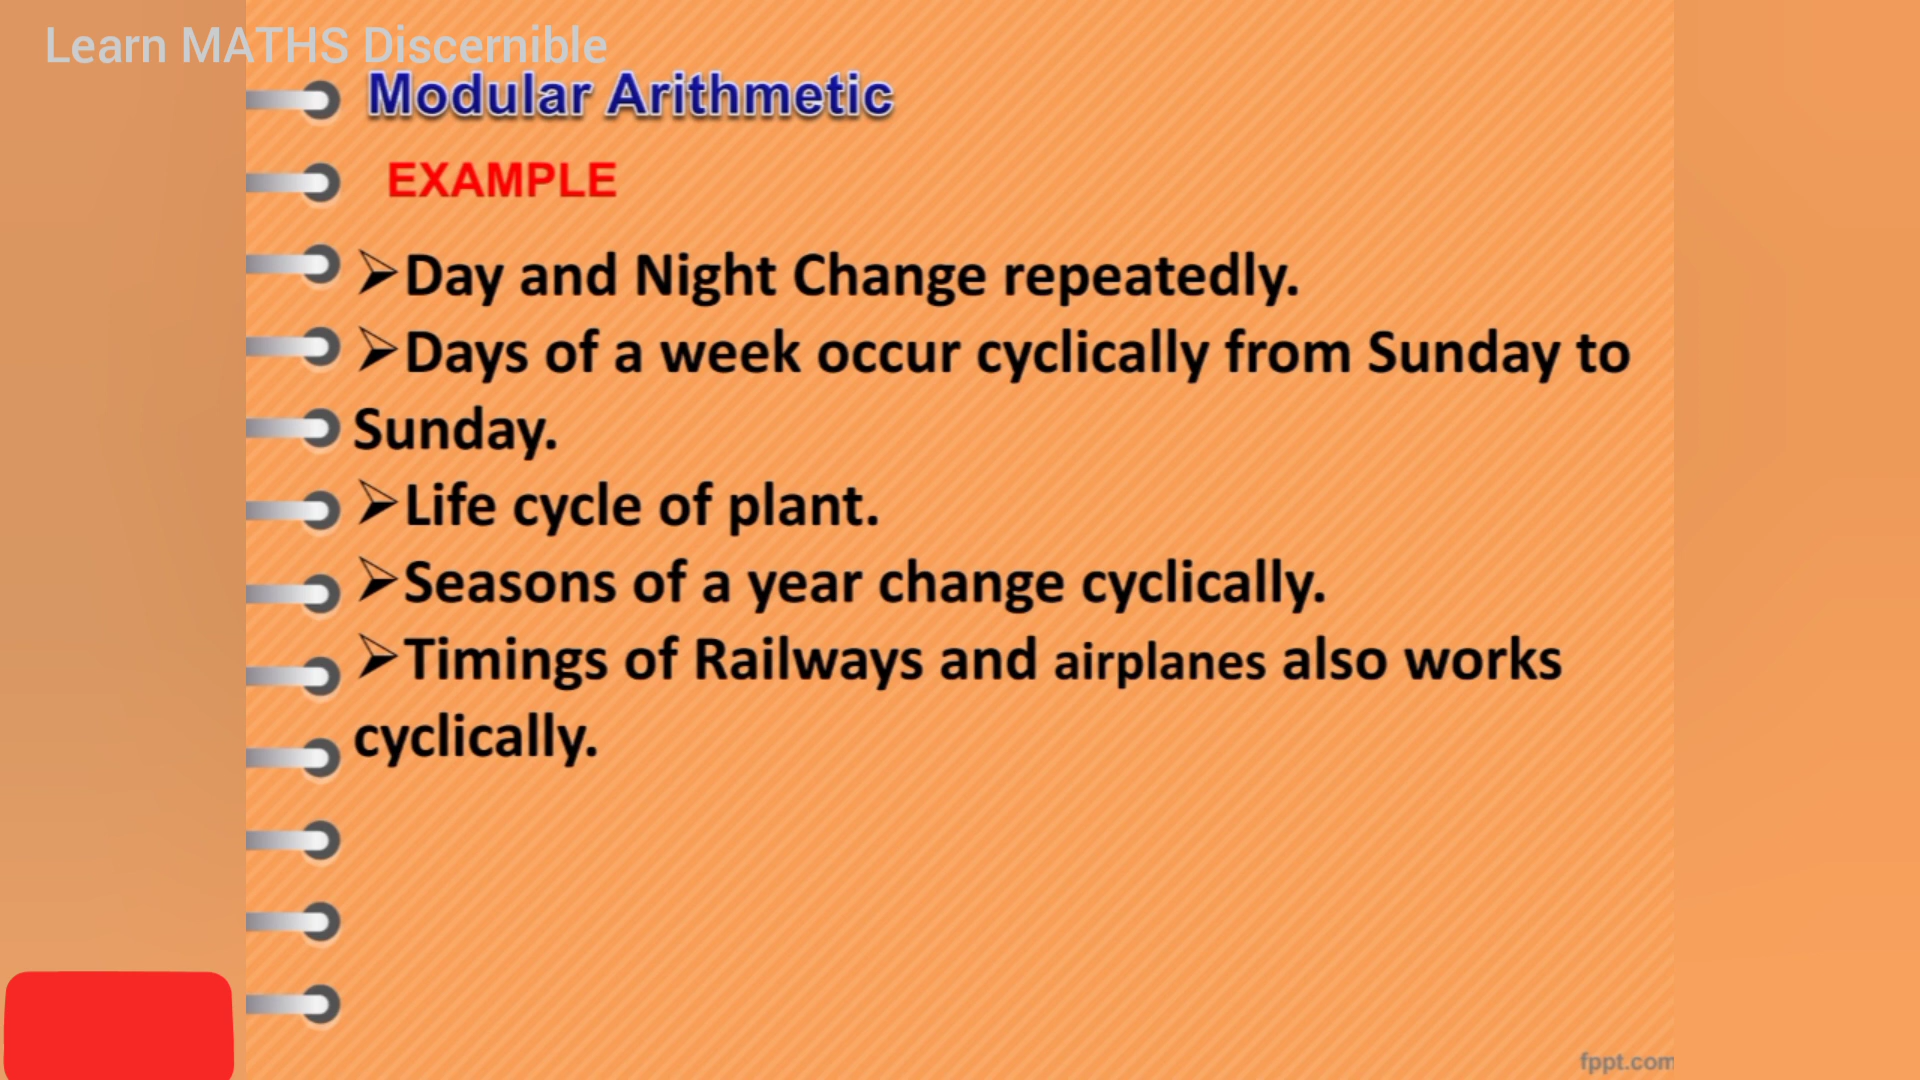 Learn MATHS Discernible
Modular Arithmetic
EXAMPLE
➢Day and Night Change repeatedly.
➢Days of a week occur cyclically from Sunday to
Sunday.
➢Life cycle of plant.
➢Seasons of a year change cyclically.
➢Timings of Railways and airplanes also works
cyclically.
fppt.com